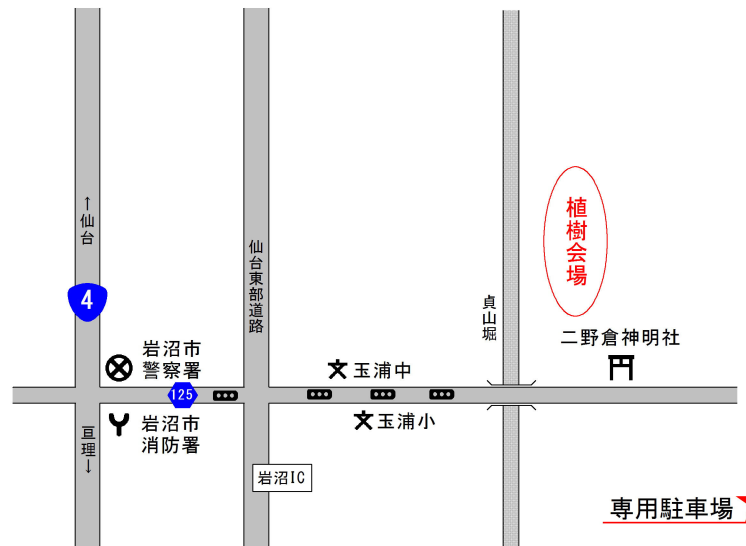 ↑仙台
4
仙台東部道路
植樹会場
貞山堀
二野倉神明社
岩沼市
警察署
125
玉浦中
亘理↓
岩沼市
消防署
玉浦小
岩沼IC
専用駐車場